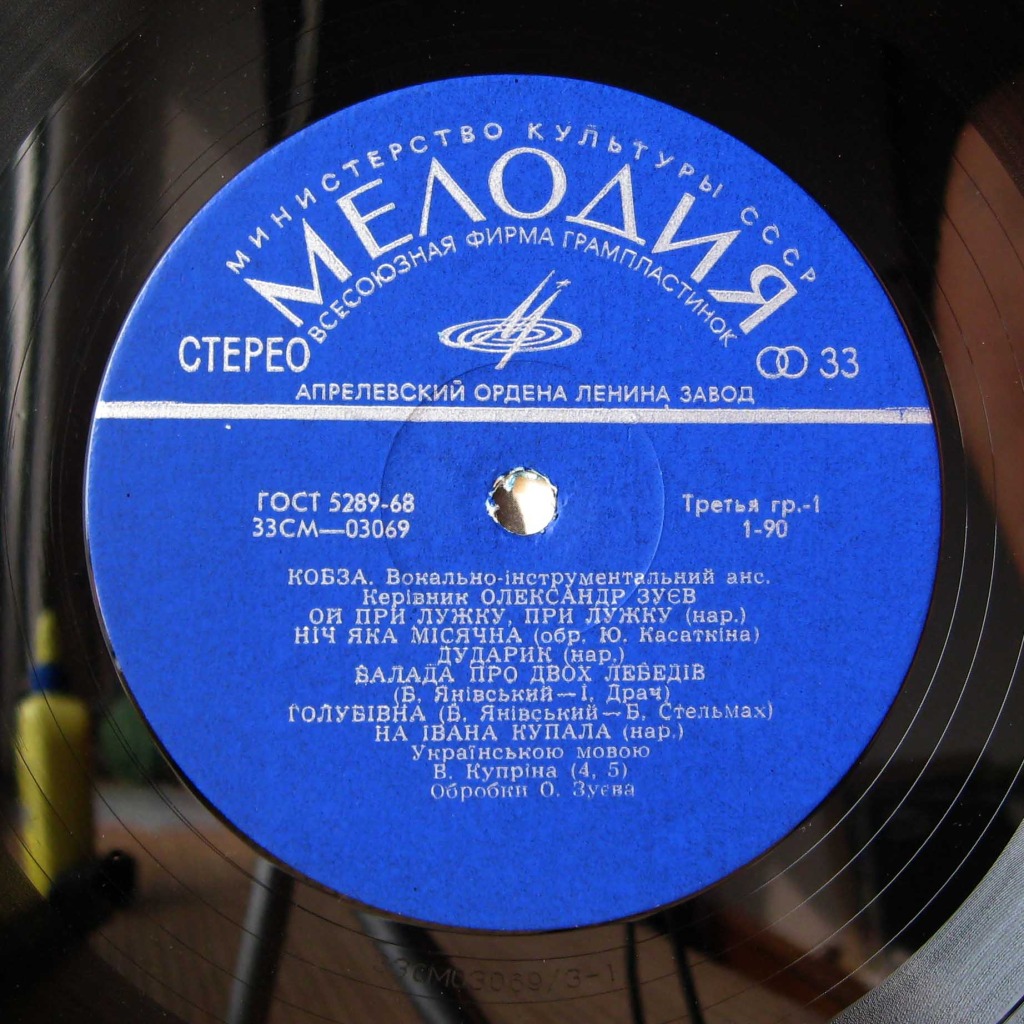 МИНИСТЕРСТВО КУЛЬТУРЫ СССР
МЕЛОДИЯ
ВСЕСОЮЗНАЯ ФИРМА ГРАМПЛАСТИНОК
СТЕРЕО
33
АПРЕЛЕВСКИЙ ОРДЕНА ЛЕНИНА ЗАВОД
ГОСТ 5289-68
Третья гр.-1
33СМ—03069
1-90
КОБЗА. Вокально-інструментальний анс.
Керівник ОЛЕКСАНДР ЗУЄВ
ОЙ ПРИ ЛУЖКУ, ПРИ ЛУЖКУ (нар.)
НІЧ ЯКА МІСЯЧНА (обр. Ю. Касаткіна)
ДУДАРИК (нар.)
БАЛАДА ПРО ДВОХ ЛЕБЕДІВ
(Б. Янівський—І. Драч)
ГОЛУБІВНА (Б. Янівський—Б. Стельмах)
НА ІВАНА КУПАЛА (нар.)
Українською мовою
В. Купріна (4, 5)
Обробки О. Зуєва
33СМ03069/3-1